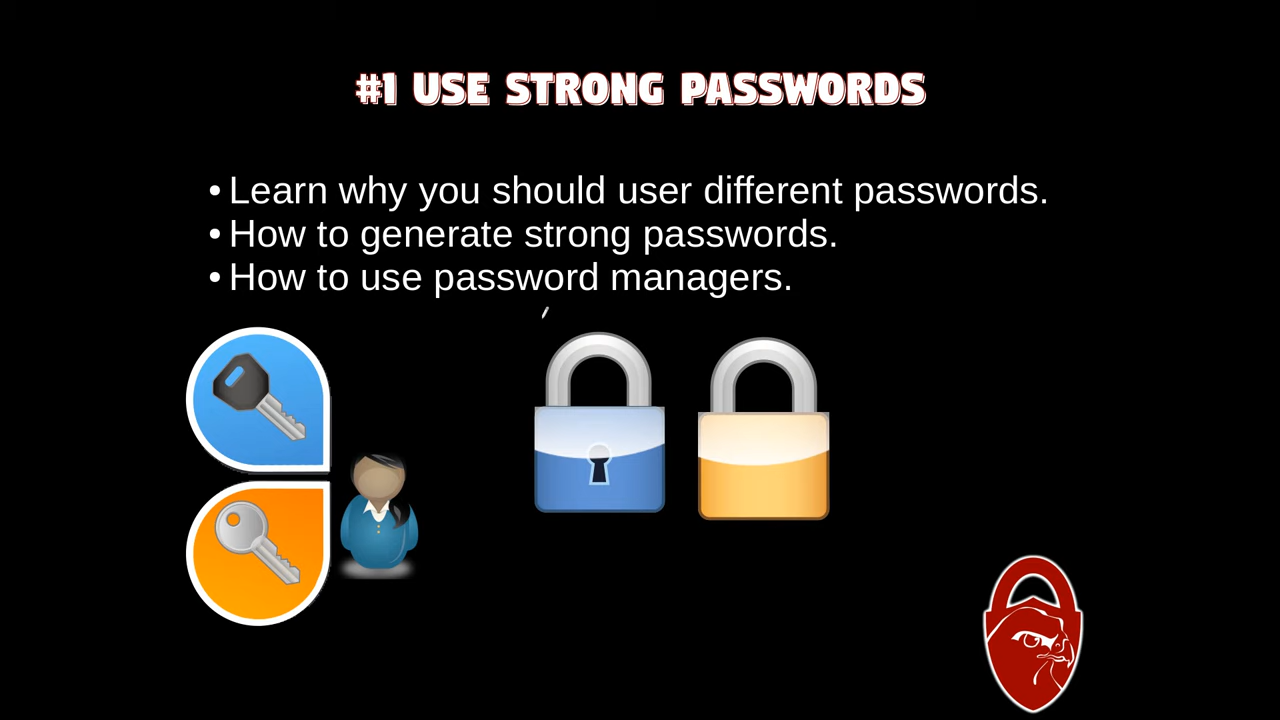 #1 USE STRONG PASSWORDS
• Learn why you should user different passwords.
• How to generate strong passwords.
• How to use password managers.